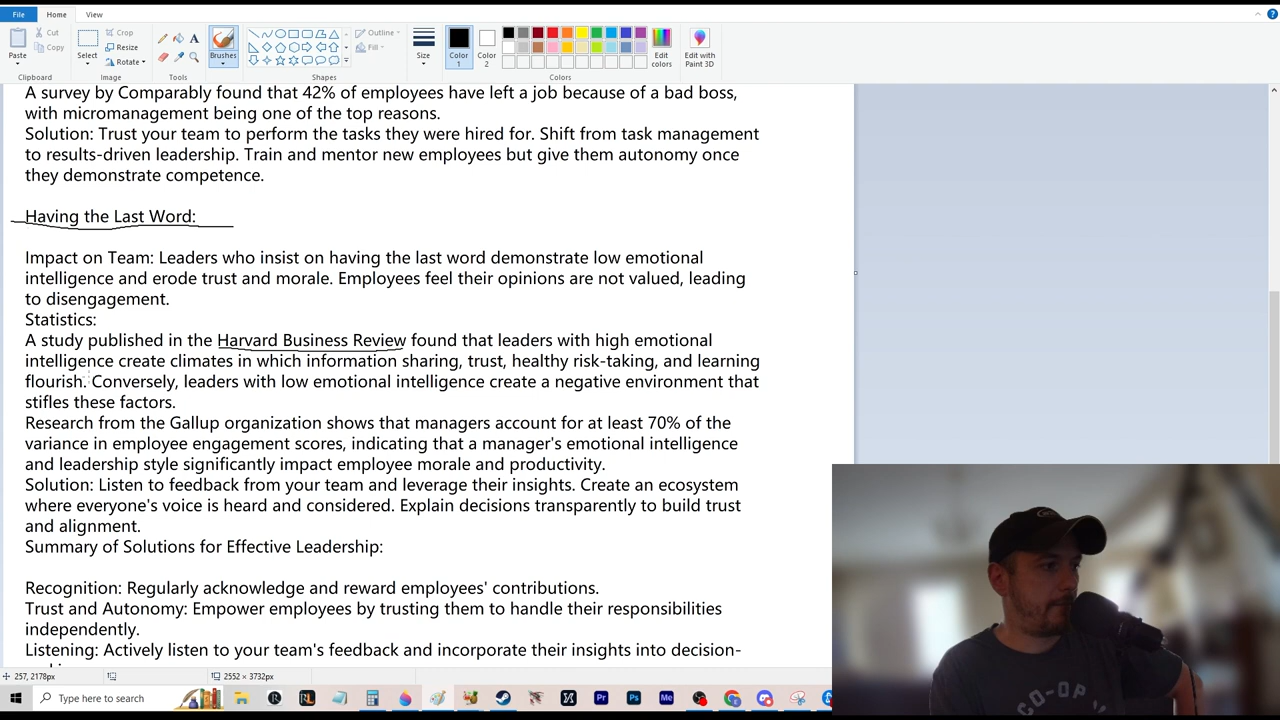 File Home View
Paste Cut Copy Select Crop Resize Rotate Brushes Outline Fill Size Color 1 Color 2 Edit colors Edit with Paint 3D
Clipboard Image Tools Shapes Colors
A survey by Comparably found that 42% of employees have left a job because of a bad boss,
with micromanagement being one of the top reasons.
Solution: Trust your team to perform the tasks they were hired for. Shift from task management
to results-driven leadership. Train and mentor new employees but give them autonomy once
they demonstrate competence.
Having the Last Word:
Impact on Team: Leaders who insist on having the last word demonstrate low emotional
intelligence and erode trust and morale. Employees feel their opinions are not valued, leading
to disengagement.
Statistics:
A study published in the Harvard Business Review found that leaders with high emotional
intelligence create climates in which information sharing, trust, healthy risk-taking, and learning
flourish. Conversely, leaders with low emotional intelligence create a negative environment that
stifles these factors.
Research from the Gallup organization shows that managers account for at least 70% of the
variance in employee engagement scores, indicating that a manager's emotional intelligence
and leadership style significantly impact employee morale and productivity.
Solution: Listen to feedback from your team and leverage their insights. Create an ecosystem
where everyone's voice is heard and considered. Explain decisions transparently to build trust
and alignment.
Summary of Solutions for Effective Leadership:
Recognition: Regularly acknowledge and reward employees' contributions.
Trust and Autonomy: Empower employees by trusting them to handle their responsibilities
independently.
Listening: Actively listen to your team's feedback and incorporate their insights into decision-
CO-OP
257, 2178px 2552 × 3732px
Type here to search
Pr Ps Me